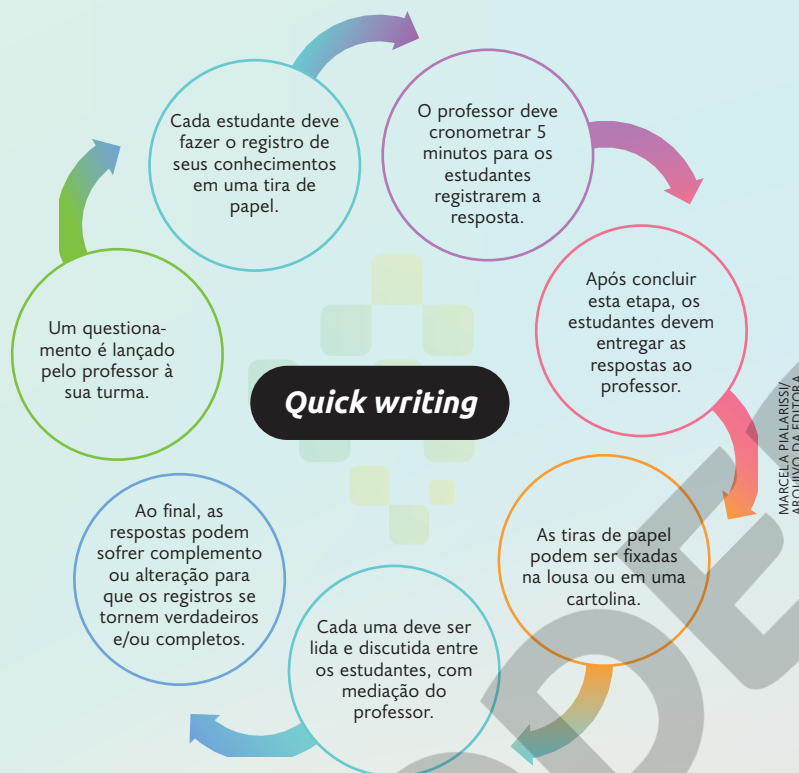 Um questiona-
mento é lançado
pelo professor à
sua turma.
Cada estudante deve
fazer o registro de
seus conhecimentos
em uma tira de
papel.
O professor deve
cronometrar 5
minutos para os
estudantes
registrarem a
resposta.
Após concluir
esta etapa, os
estudantes devem
entregar as
respostas ao
professor.
As tiras de papel
podem ser fixadas
na lousa ou em uma
cartolina.
Cada uma deve ser
lida e discutida entre
os estudantes, com
mediação do
professor.
Ao final, as
respostas podem
sofrer complemento
ou alteração para
que os registros se
tornem verdadeiros
e/ou completos.
Quick writing
MARCELA PIALARISSI/
ARQUIVO DA EDITORA